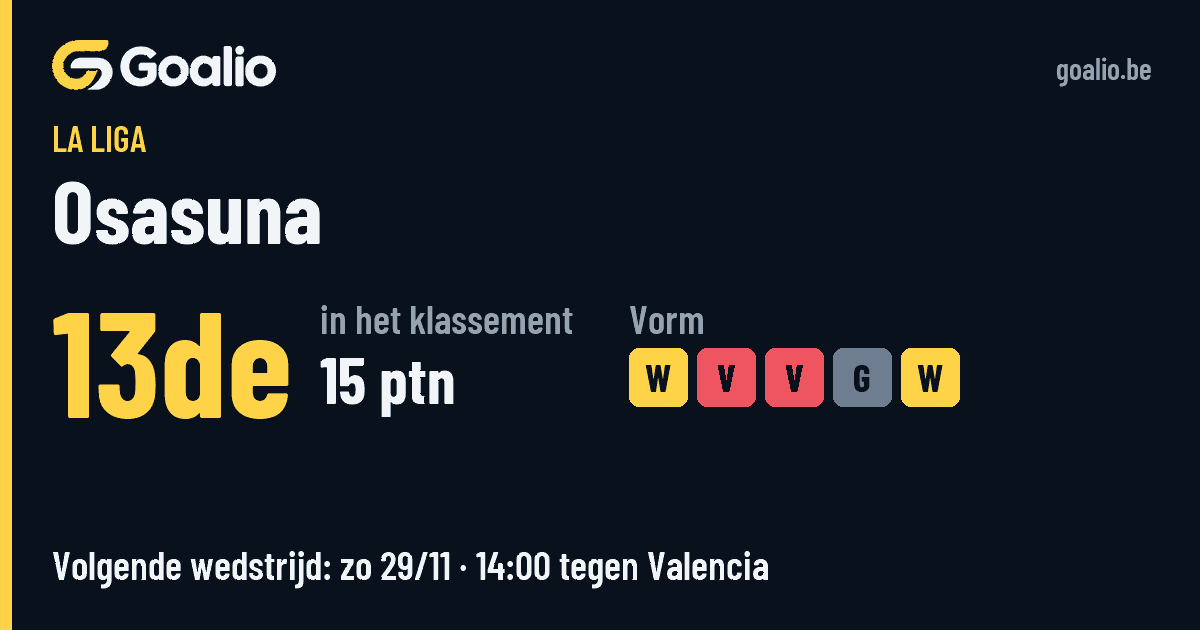 Goalio
goalio.be
LA LIGA
Osasuna
13de
in het klassement
15 ptn
Vorm
W V V G W
Volgende wedstrijd: zo 29/11 · 14:00 tegen Valencia